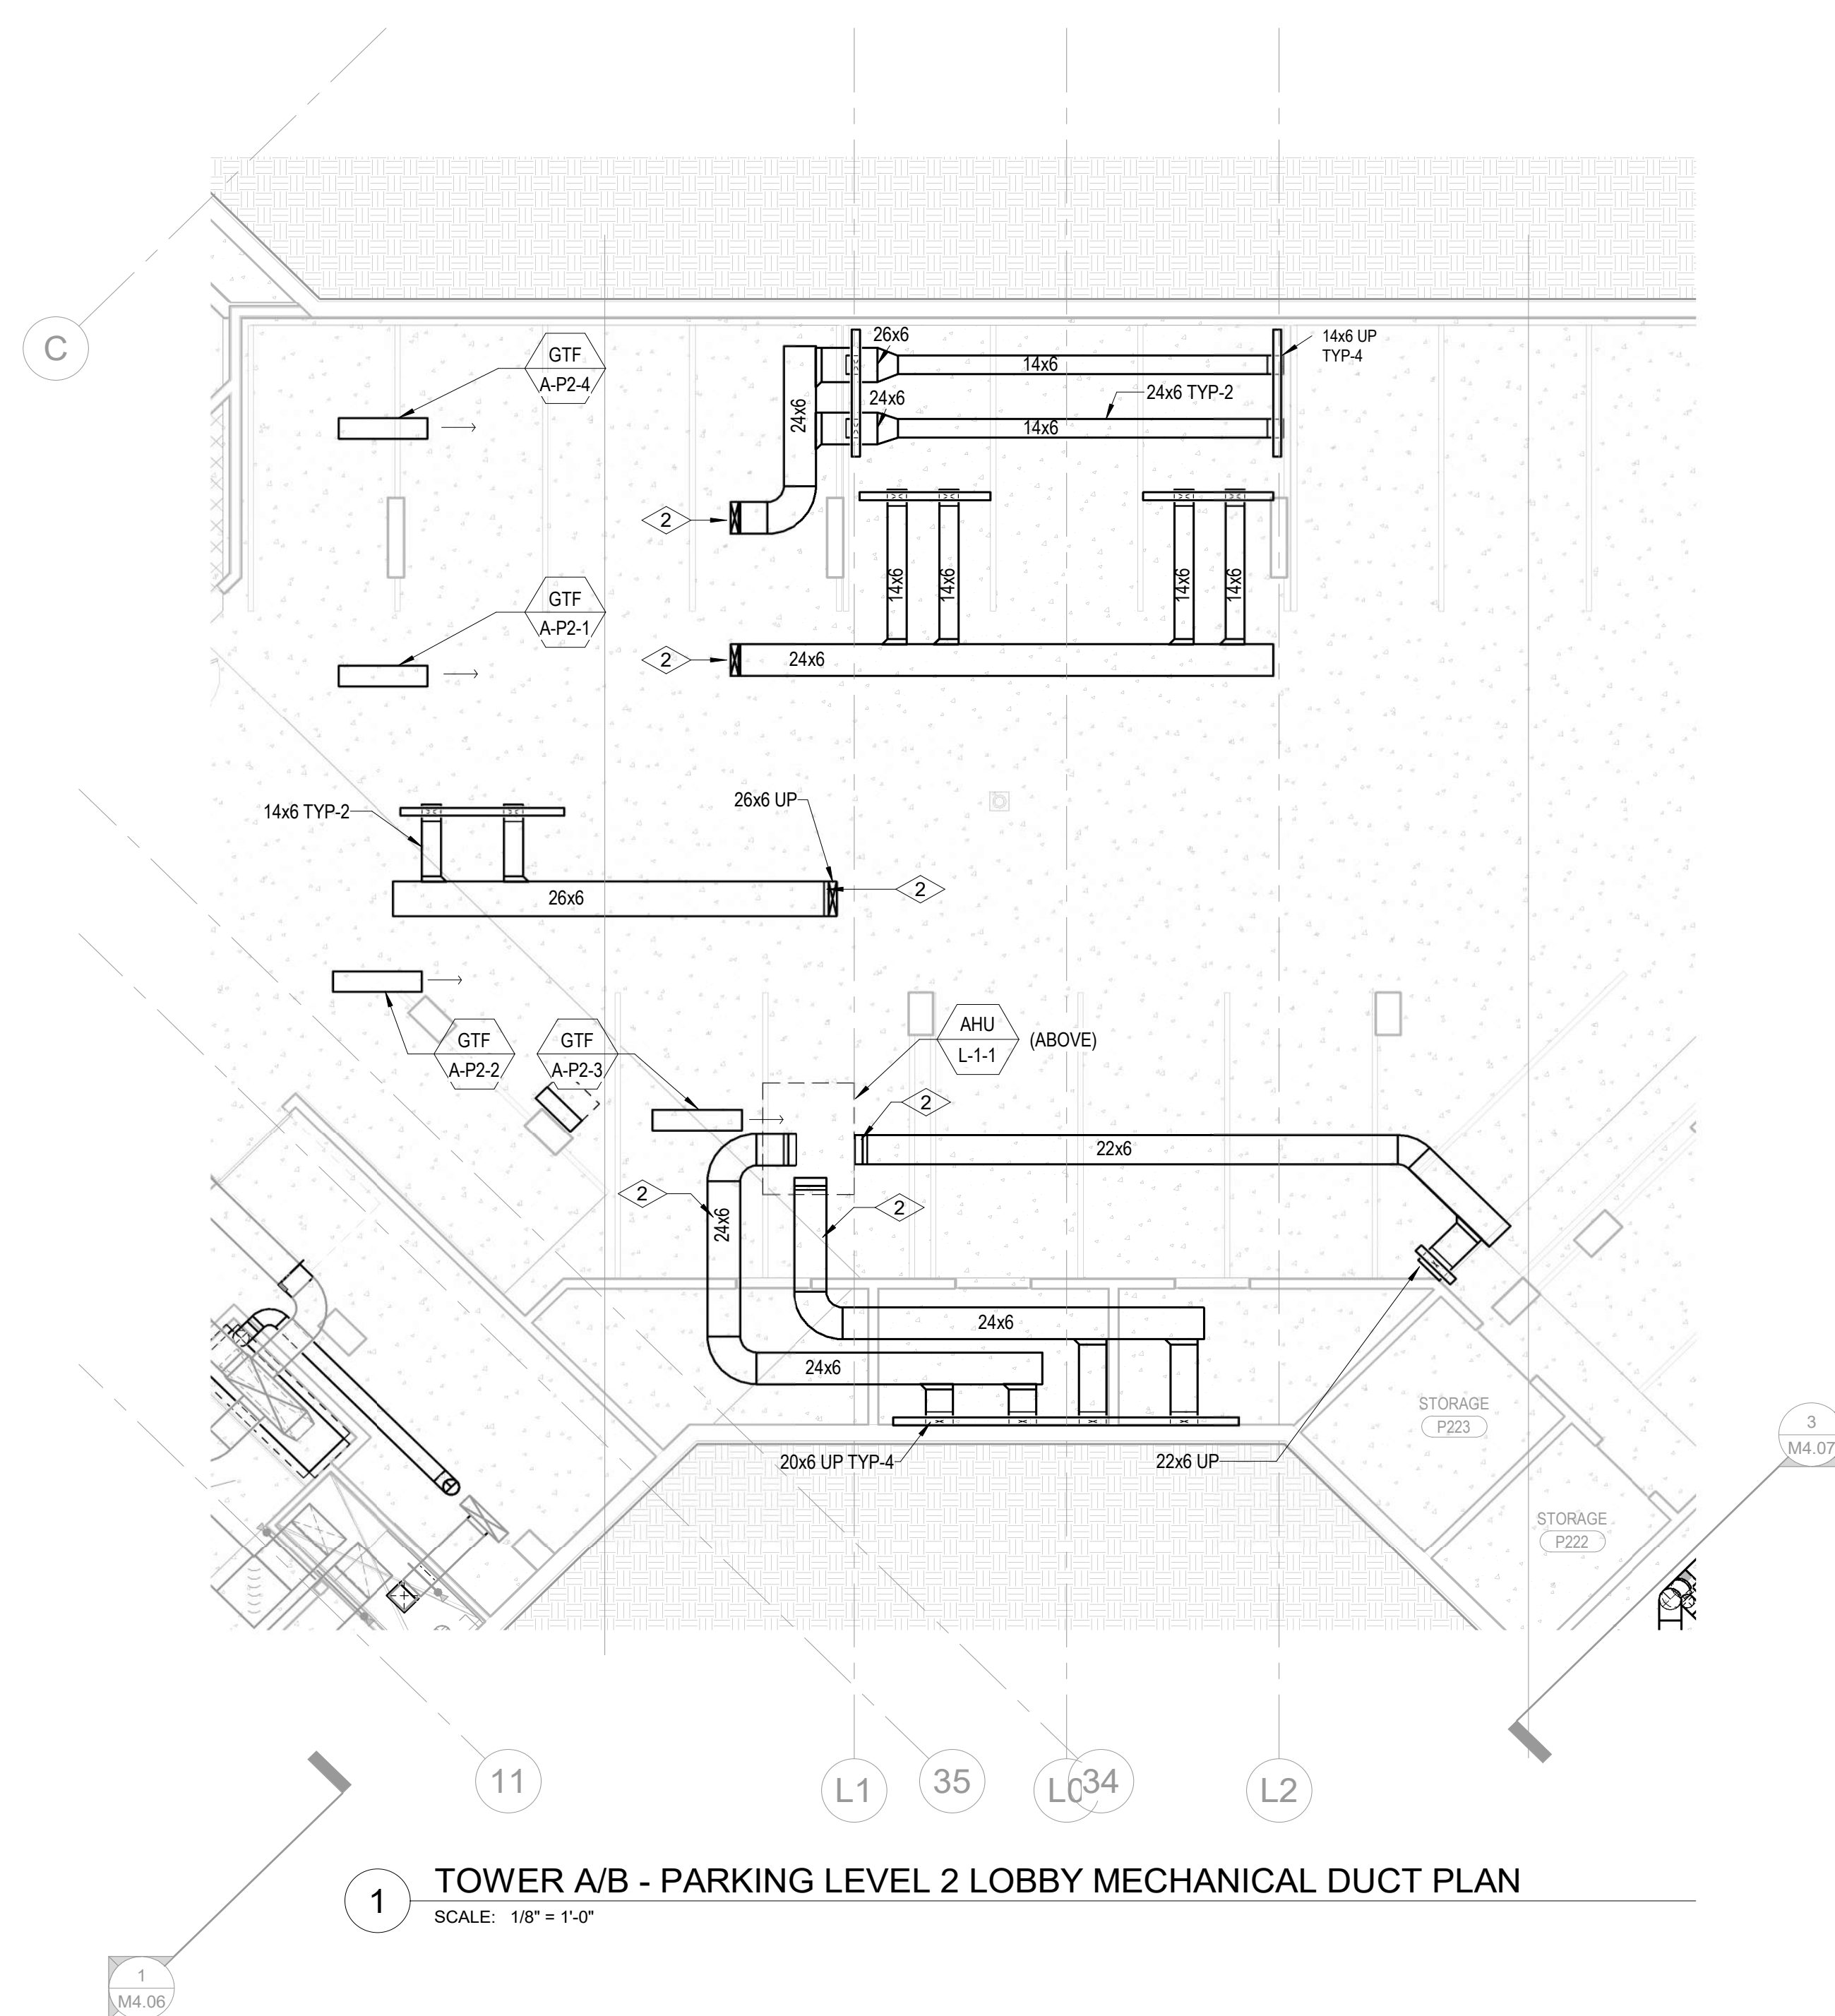 C
GTF
A-P2-4
26x6
14x6
14x6 UP
TYP-4
24x6
24x6
24x6 TYP-2
14x6
2
GTF
A-P2-1
14x6
14x6
14x6
14x6
2
24x6
14x6 TYP-2
26x6 UP
26x6
2
GTF
A-P2-2
GTF
A-P2-3
AHU
L-1-1
(ABOVE)
2
22x6
2
24x6
2
24x6
24x6
20x6 UP TYP-4
22x6 UP
STORAGE
P223
STORAGE
P222
3
M4.07
11
L1
35
L0
34
L2
1
TOWER A/B - PARKING LEVEL 2 LOBBY MECHANICAL DUCT PLAN
SCALE: 1/8" = 1'-0"
1
M4.06